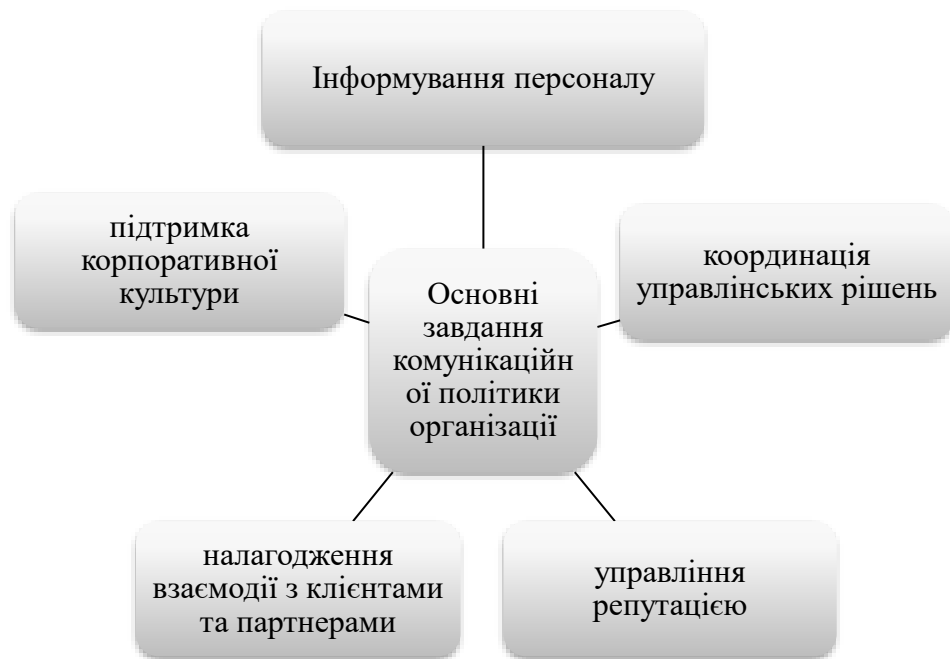 Інформування персоналу
підтримка
корпоративної
культури
координація
управлінських рішень
Основні
завдання
комунікаційн
ої політики
організації
налагодження
взаємодії з клієнтами
та партнерами
управління
репутацією